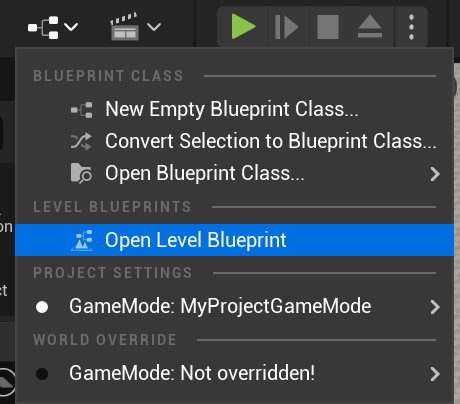 BLUEPRINT CLASS
New Empty Blueprint Class...
Convert Selection to Blueprint Class...
Open Blueprint Class...
LEVEL BLUEPRINTS
on
Open Level Blueprint
PROJECT SETTINGS
ct
GameMode: MyProjectGameMode
WORLD OVERRIDE
GameMode: Not overridden!